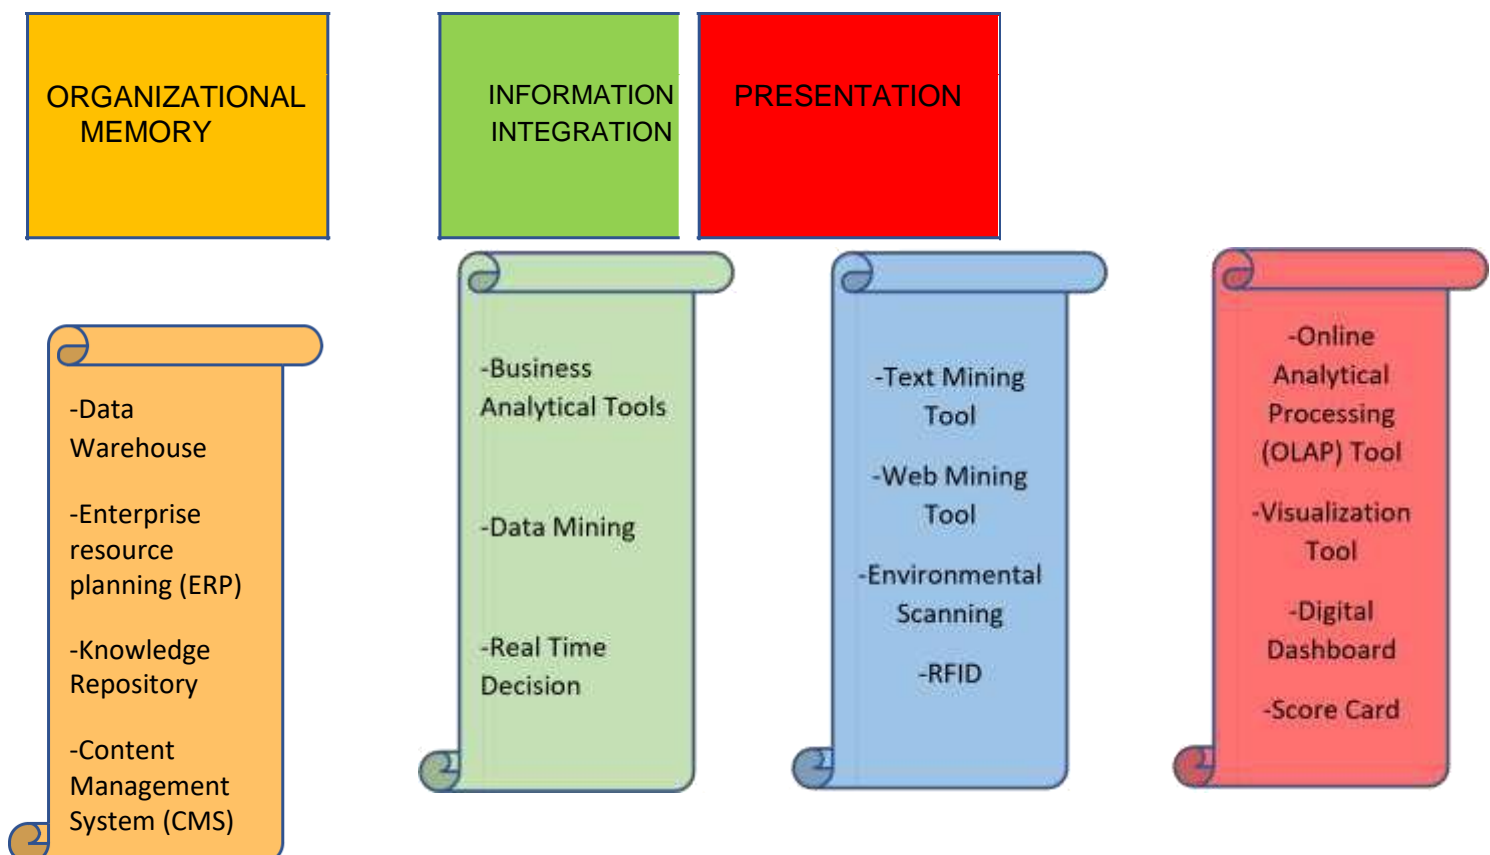 ORGANIZATIONAL
MEMORY
INFORMATION
INTEGRATION
PRESENTATION
-Data
Warehouse
-Enterprise
resource
planning (ERP)
-Knowledge
Repository
-Content
Management
System (CMS)
-Business
Analytical Tools
-Data Mining
-Real Time
Decision
-Text Mining
Tool
-Web Mining
Tool
-Environmental
Scanning
-RFID
-Online
Analytical
Processing
(OLAP) Tool
-Visualization
Tool
-Digital
Dashboard
-Score Card